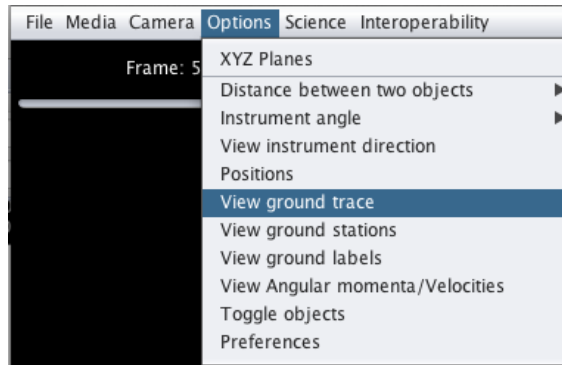 File Media Camera Options Science Interoperability
Frame: 5
XYZ Planes
Distance between two objects
Instrument angle
View instrument direction
Positions
View ground trace
View ground stations
View ground labels
View Angular momenta/Velocities
Toggle objects
Preferences